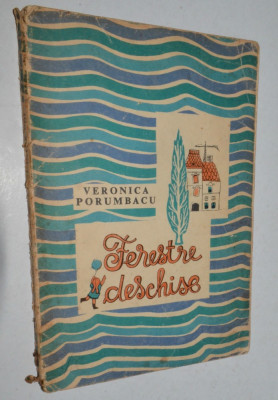 VERONICA
PORUMBACU
Ferestre
deschise